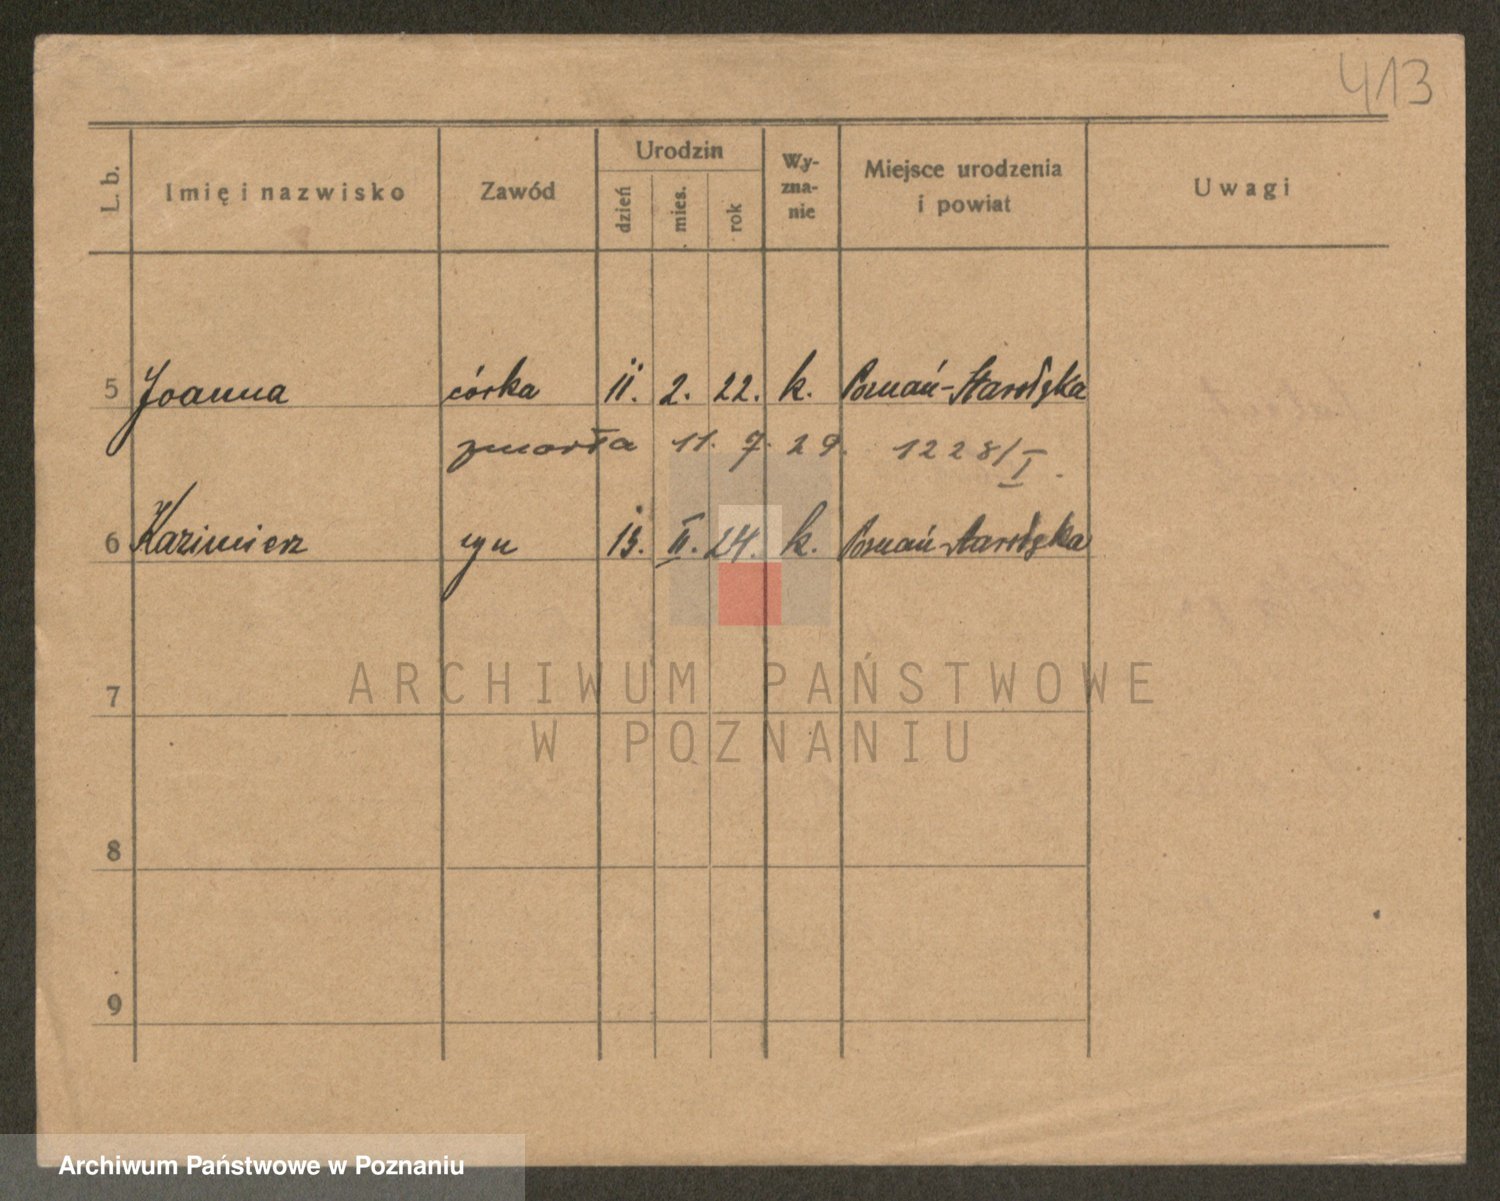 413
L. b. Imię i nazwisko Zawód Urodzin dzień mies. rok Wy-zna-nie Miejsce urodzenia i powiat Uwagi
5 Joanna córka 11. 2. 22. k. Poznań-Starołęka
zmarła 11. 7. 29. 1228/I.
6 Kazimierz syn 13. II. 24. k. Poznań-Starołęka
7
8
9
ARCHIWUM PAŃSTWOWE
W POZNANIU
Archiwum Państwowe w Poznaniu